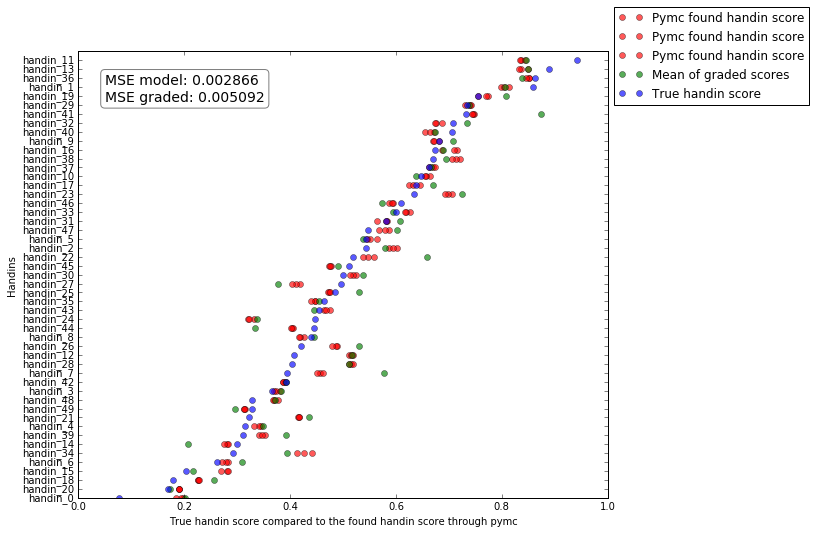 Pymc found handin score
Pymc found handin score
Pymc found handin score
Mean of graded scores
True handin score
MSE model: 0.002866
MSE graded: 0.005092
Handins
handin_11
handin_13
handin_36
handin_1
handin_19
handin_29
handin_41
handin_32
handin_40
handin_9
handin_16
handin_38
handin_37
handin_10
handin_17
handin_23
handin_46
handin_33
handin_31
handin_47
handin_5
handin_2
handin_22
handin_45
handin_30
handin_27
handin_25
handin_35
handin_43
handin_24
handin_44
handin_8
handin_26
handin_12
handin_28
handin_7
handin_42
handin_3
handin_48
handin_49
handin_21
handin_4
handin_39
handin_14
handin_34
handin_6
handin_15
handin_18
handin_20
handin_0
0.0 0.2 0.4 0.6 0.8 1.0
True handin score compared to the found handin score through pymc